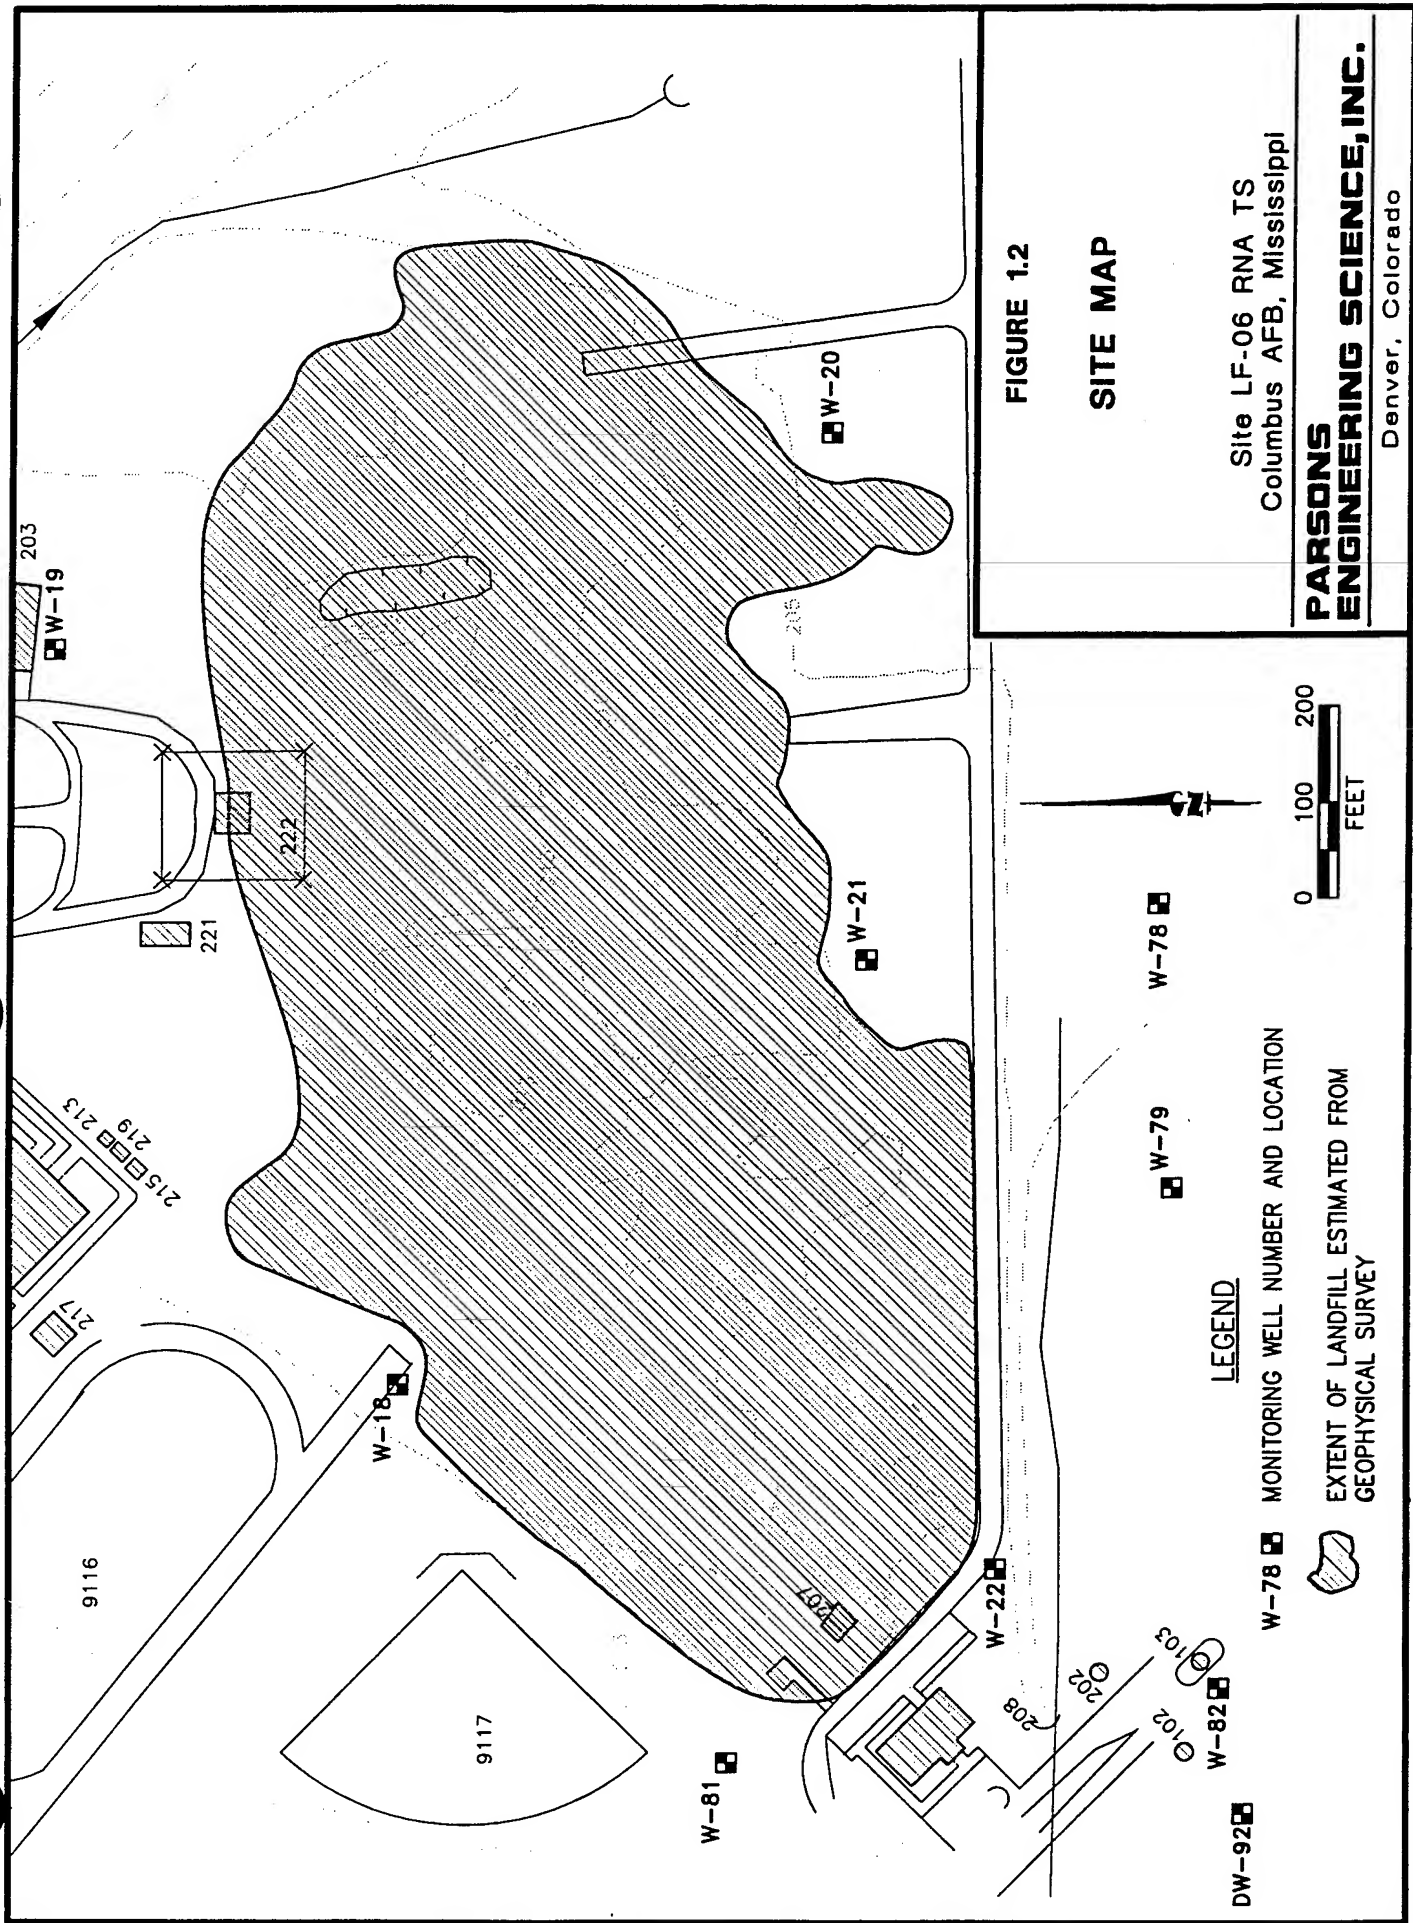 203
W-19
222
221
213
219
215
217
W-18
9116
9117
W-81
W-20
206
W-21
207
W-22
208
202
103
102
W-82
DW-92
W-79
W-78
N
0 100 200
FEET
LEGEND
W-78 MONITORING WELL NUMBER AND LOCATION
EXTENT OF LANDFILL ESTIMATED FROM
GEOPHYSICAL SURVEY
FIGURE 1.2
SITE MAP
Site LF-06 RNA TS
Columbus AFB, Mississippi
PARSONS
ENGINEERING SCIENCE, INC.
Denver, Colorado